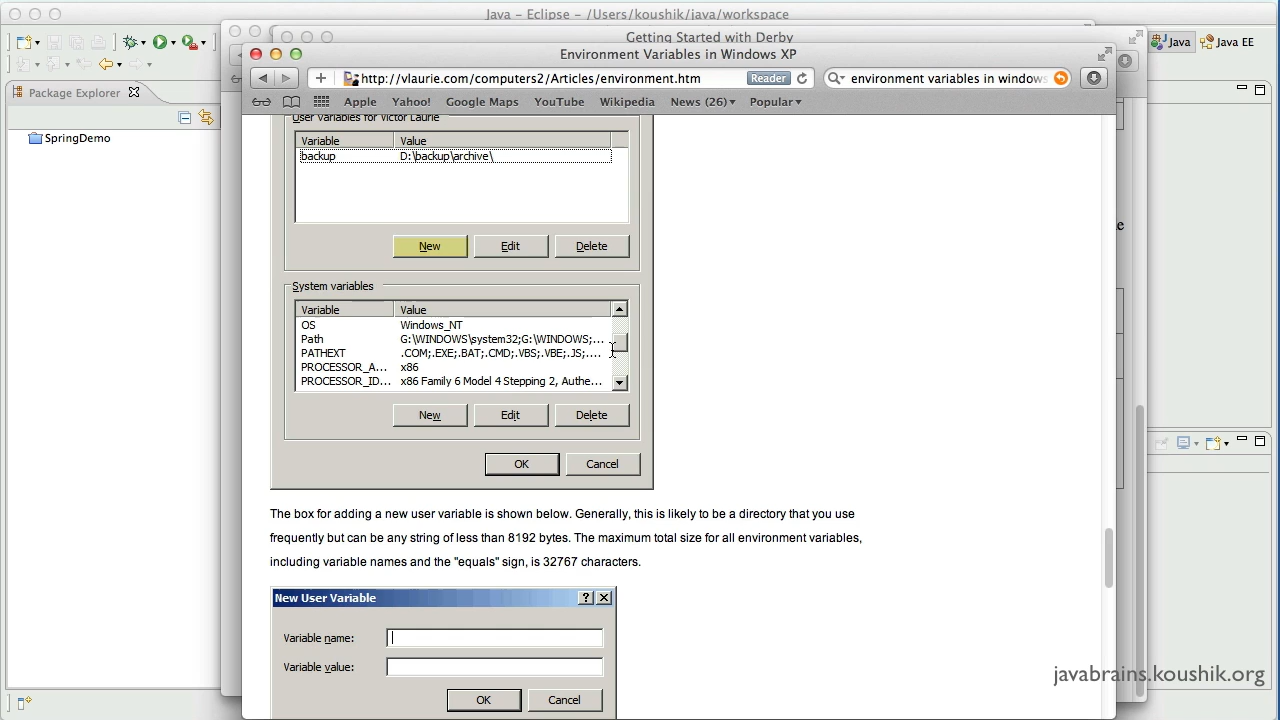 Java – Eclipse – /Users/koushik/java/workspace
Getting Started with Derby
Environment Variables in Windows XP
Java
Java EE
http://vlaurie.com/computers2/Articles/environment.htm
Reader
environment variables in windows
Apple
Yahoo!
Google Maps
YouTube
Wikipedia
News (26)
Popular
Package Explorer
SpringDemo
User variables for Victor Laurie
Variable
Value
backup
D:\backup\archive\
New
Edit
Delete
System variables
Variable
Value
OS
Windows_NT
Path
G:\WINDOWS\system32;G:\WINDOWS;...
PATHEXT
.COM;.EXE;.BAT;.CMD;.VBS;.VBE;.JS;....
PROCESSOR_A...
x86
PROCESSOR_ID...
x86 Family 6 Model 4 Stepping 2, Authe...
New
Edit
Delete
OK
Cancel
The box for adding a new user variable is shown below. Generally, this is likely to be a directory that you use
frequently but can be any string of less than 8192 bytes. The maximum total size for all environment variables,
including variable names and the "equals" sign, is 32767 characters.
New User Variable
Variable name:
Variable value:
OK
Cancel
javabrains.koushik.org